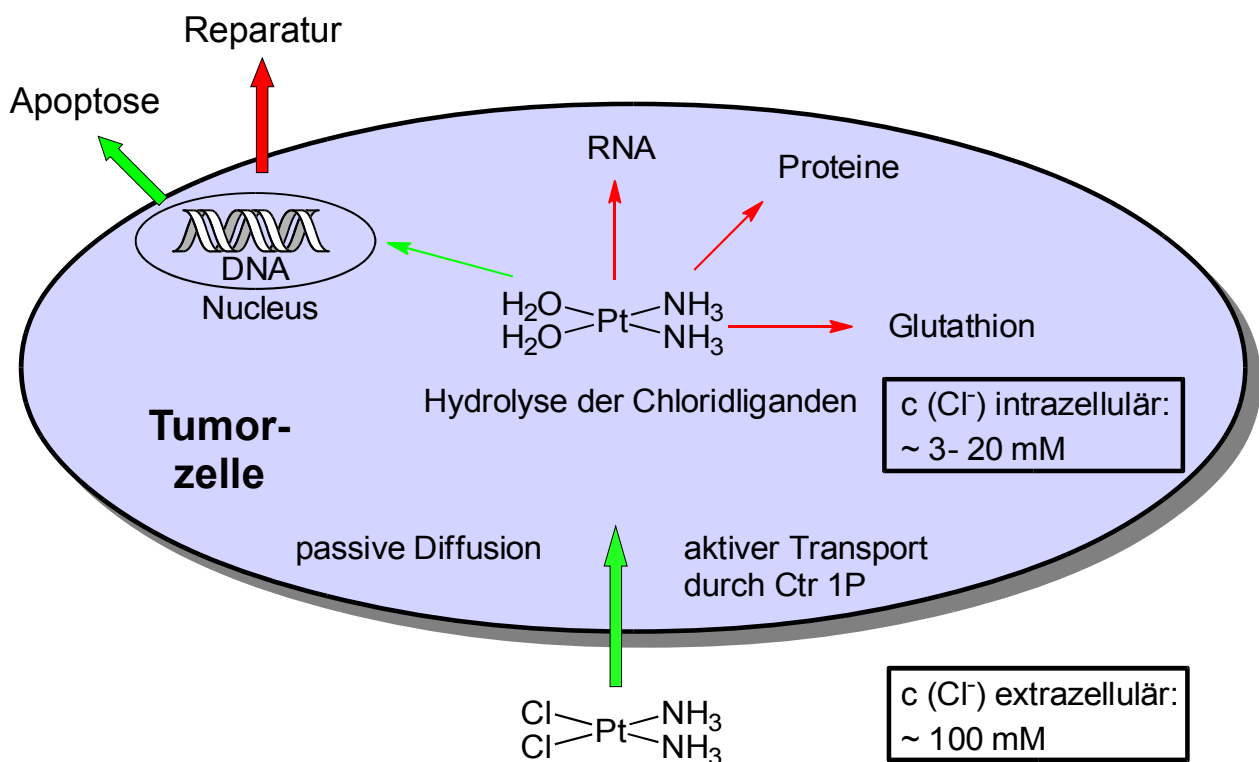 Reparatur
Apoptose
RNA
Proteine
DNA
Nucleus
H₂O
H₂O
Pt
NH₃
NH₃
Glutathion
Hydrolyse der Chloridliganden
c (Cl⁻) intrazellulär:
~ 3- 20 mM
Tumor-
zelle
passive Diffusion
aktiver Transport
durch Ctr 1P
Cl
Cl
Pt
NH₃
NH₃
c (Cl⁻) extrazellulär:
~ 100 mM